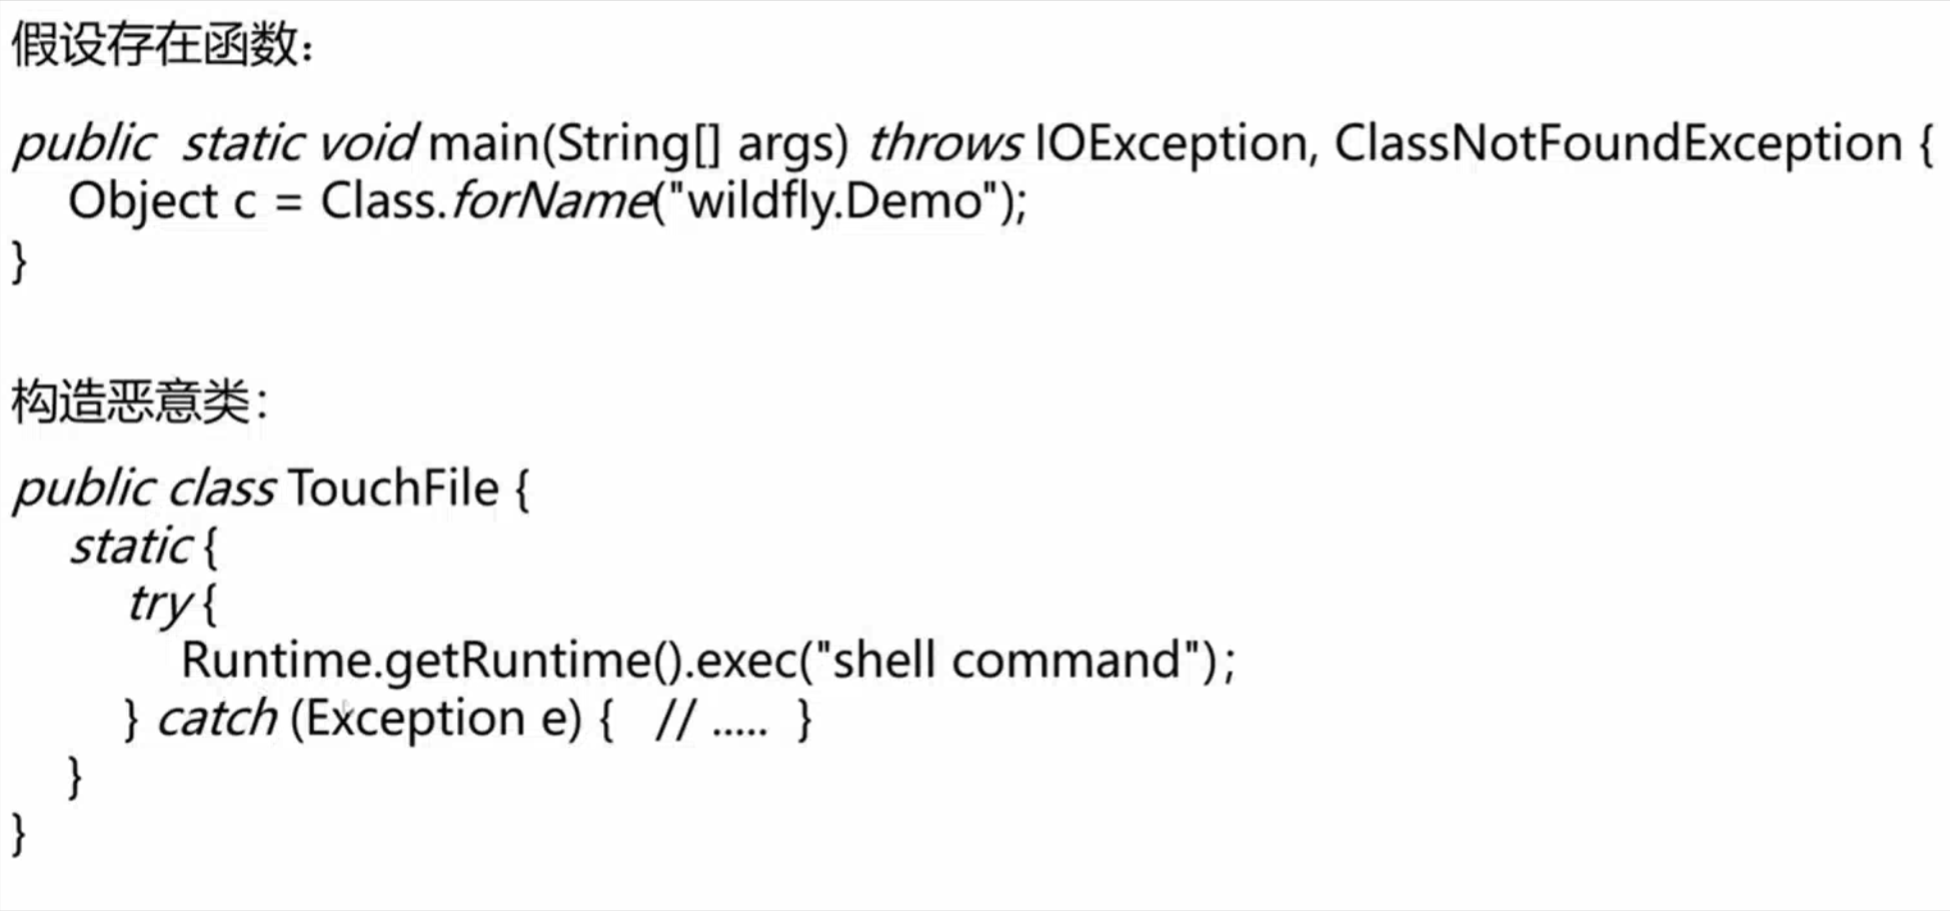 假设存在函数：
public static void main(String[] args) throws IOException, ClassNotFoundException {
Object c = Class.forName("wildfly.Demo");
}
构造恶意类：
public class TouchFile {
static {
try {
Runtime.getRuntime().exec("shell command");
} catch (Exception e) { // ..... }
}
}